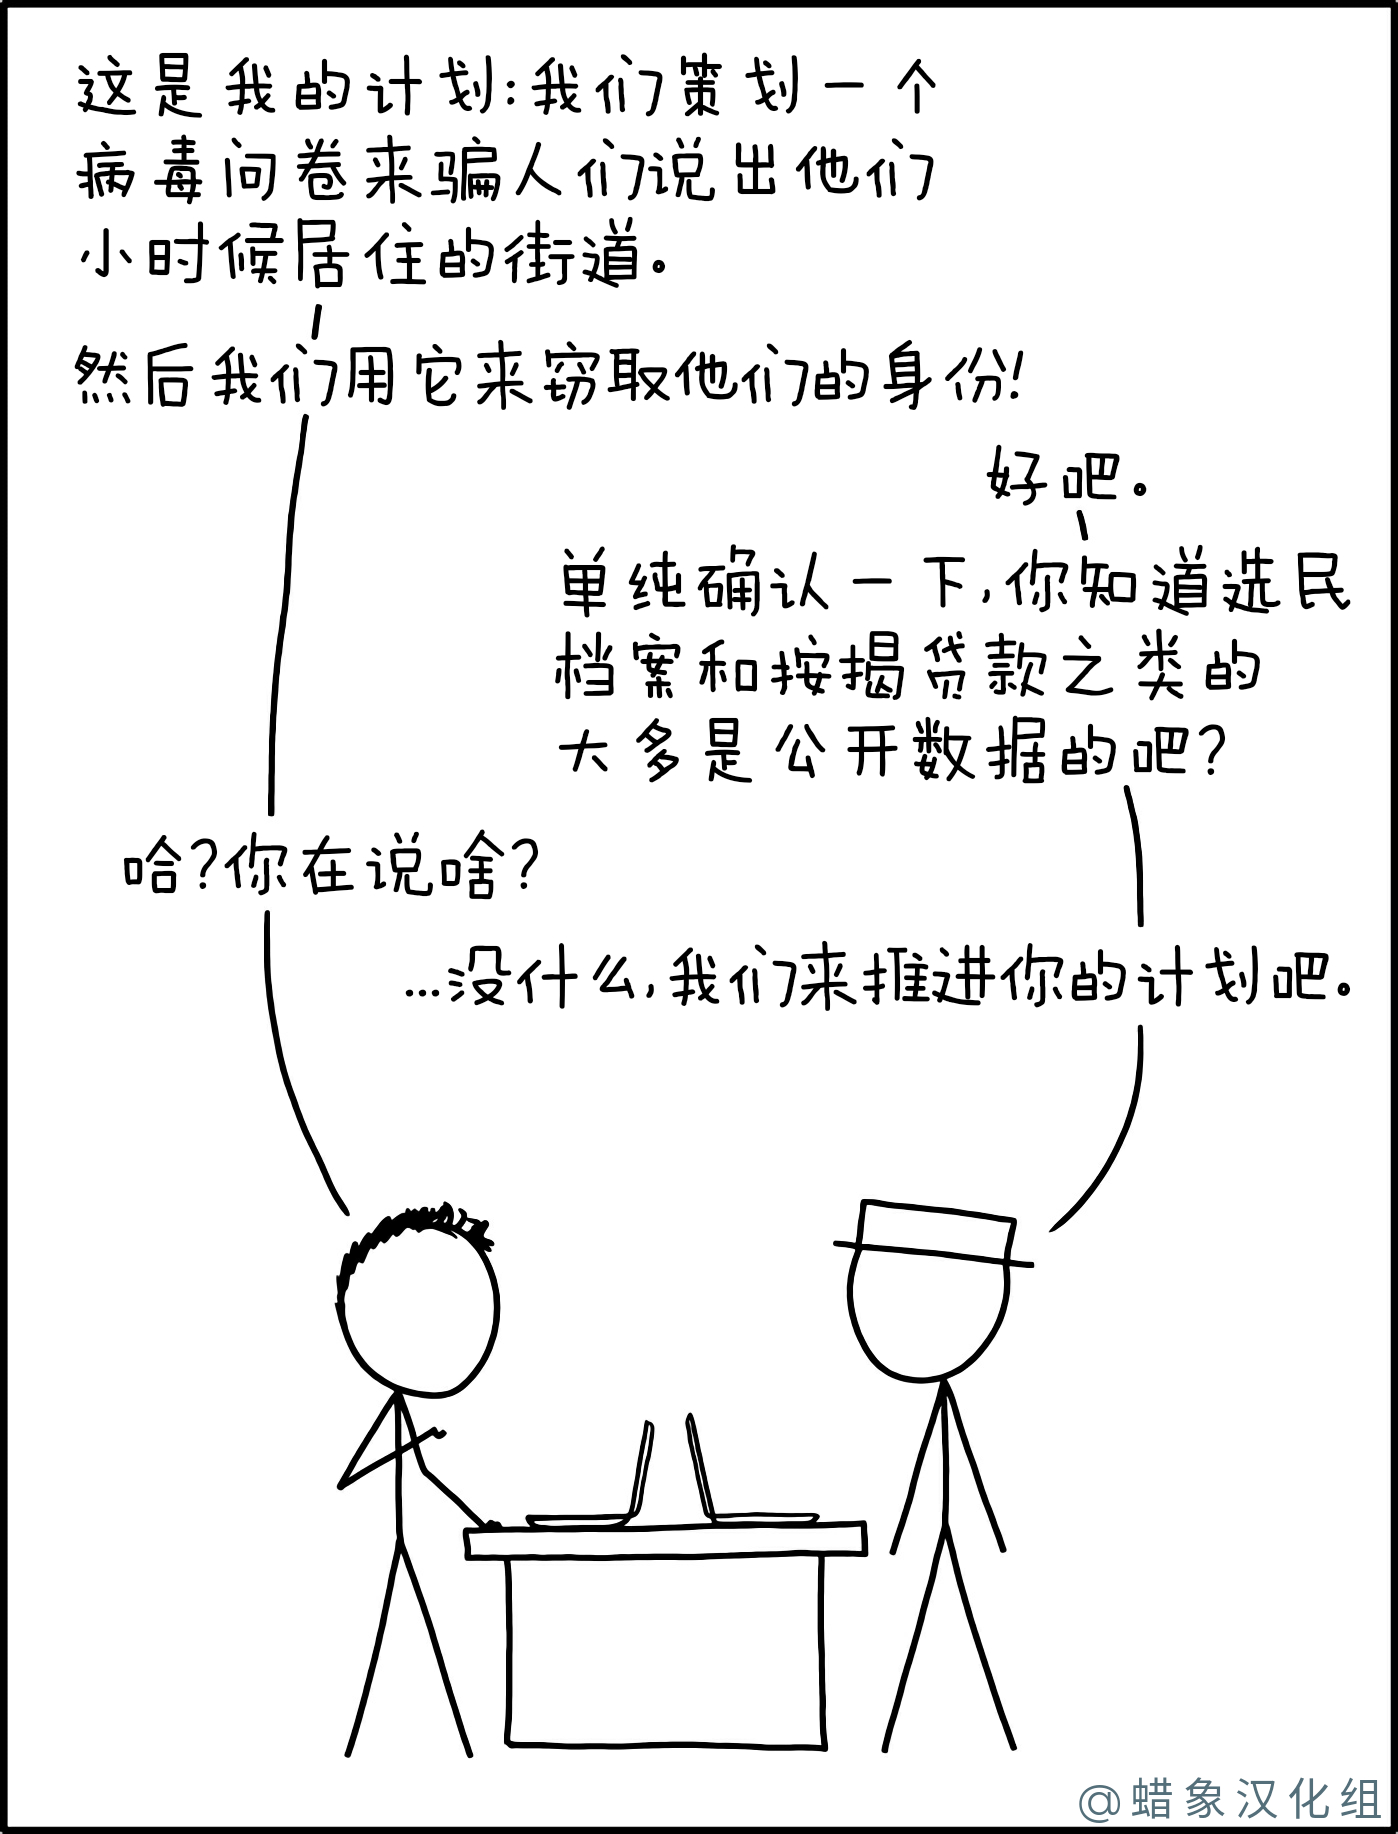 这是我的计划:我们策划一个
病毒问卷来骗人们说出他们
小时候居住的街道。
然后我们用它来窃取他们的身份!
好吧。
单纯确认一下,你知道选民
档案和按揭贷款之类的
大多是公开数据的吧?
哈?你在说啥?
...没什么,我们来推进你的计划吧。
@蜡象汉化组